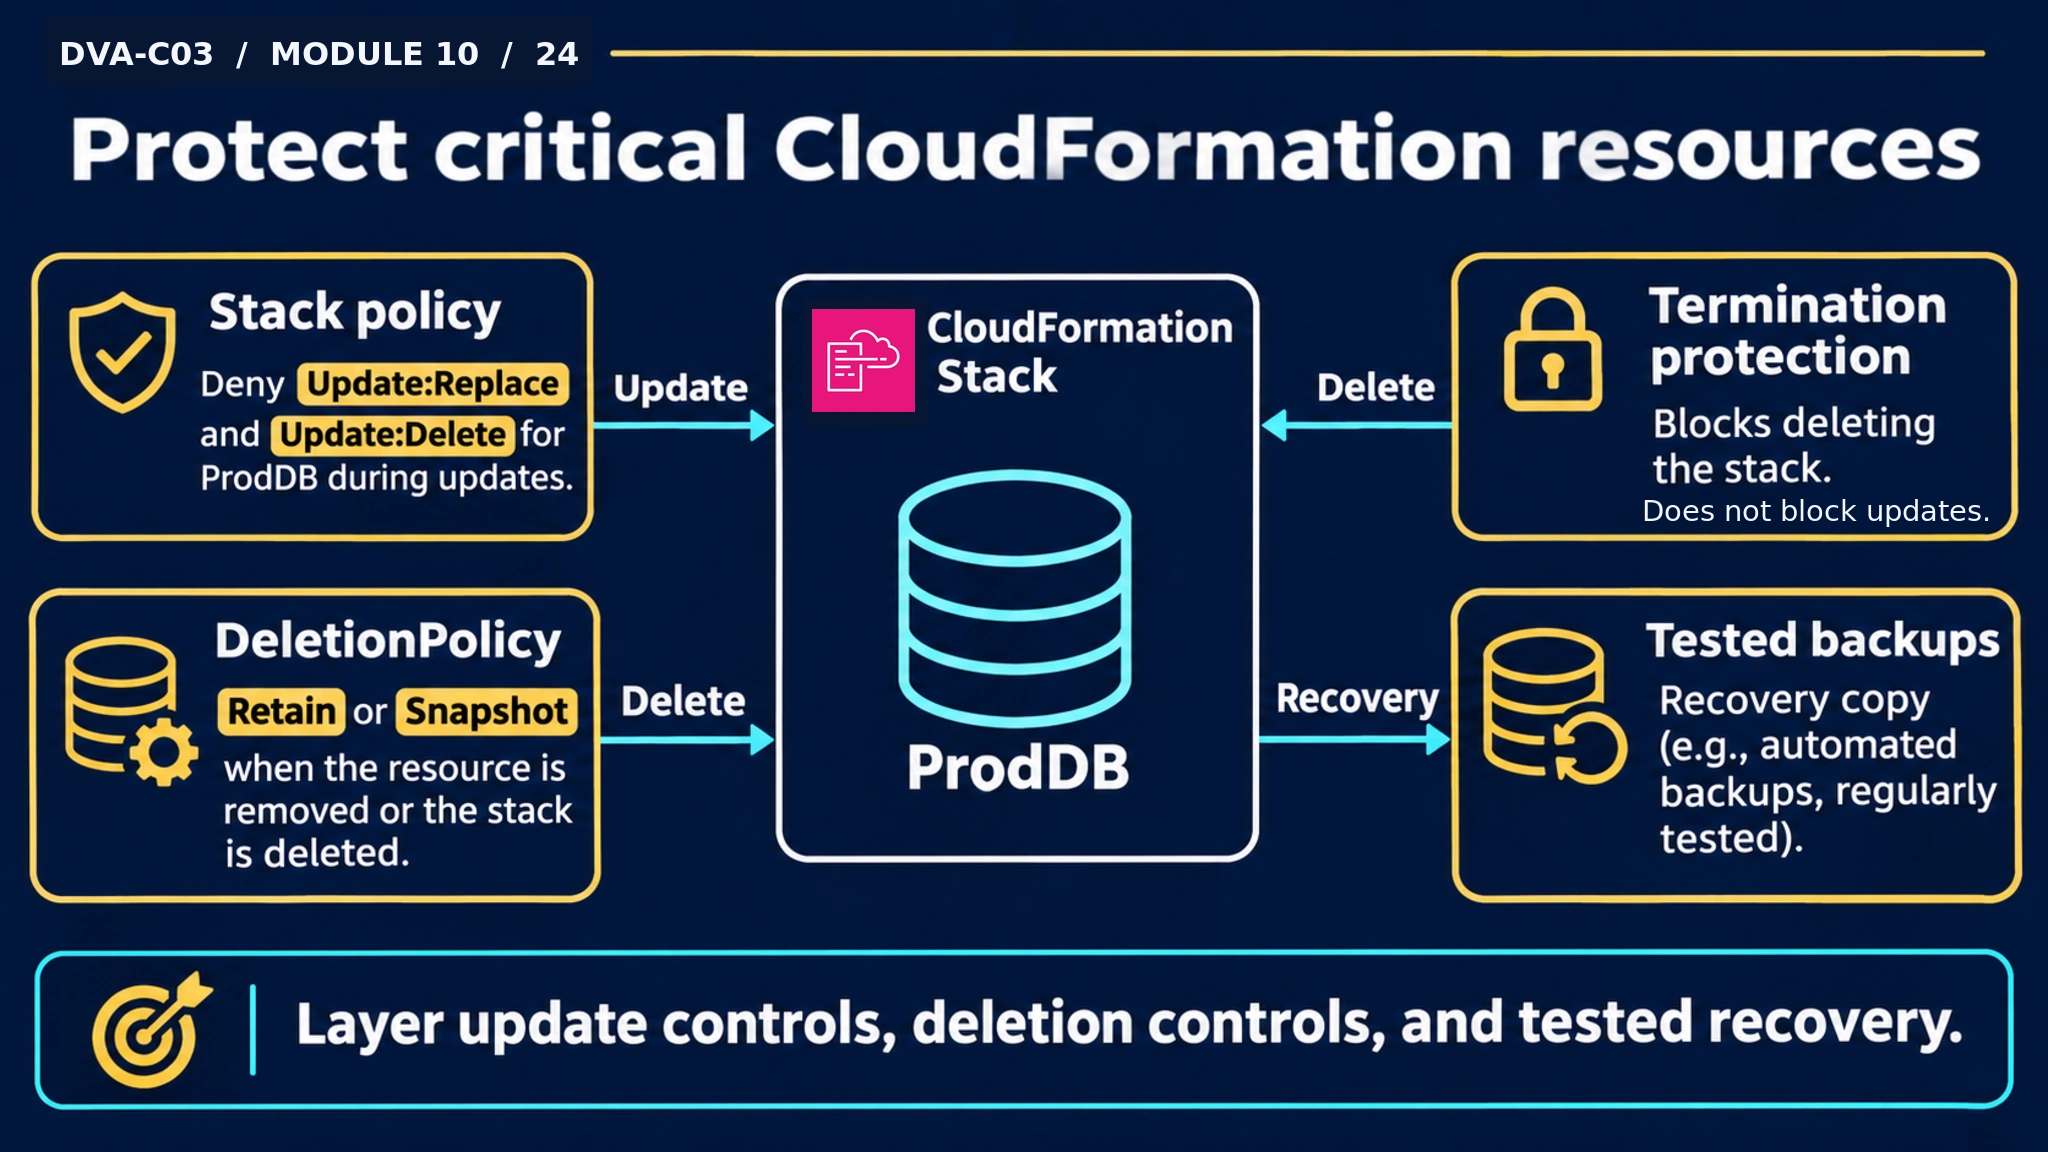 DVA-C03 / MODULE 10 / 24
Protect critical CloudFormation resources
Stack policy
Deny Update:Replace
and Update:Delete for
ProdDB during updates.
Update
CloudFormation
Stack
ProdDB
Delete
Termination
protection
Blocks deleting
the stack.
Does not block updates.
DeletionPolicy
Retain or Snapshot
when the resource is
removed or the stack
is deleted.
Delete
Recovery
Tested backups
Recovery copy
(e.g., automated
backups, regularly
tested).
Layer update controls, deletion controls, and tested recovery.